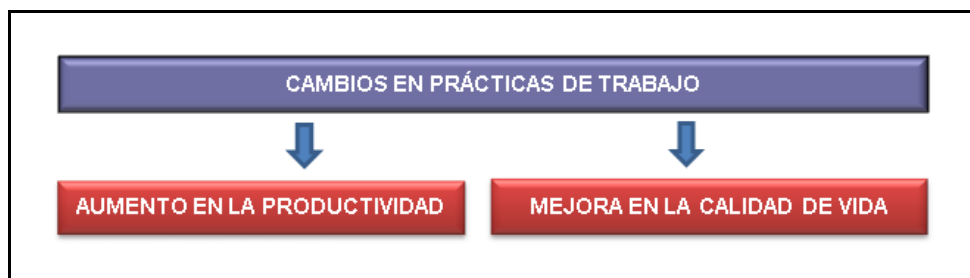 CAMBIOS EN PRÁCTICAS DE TRABAJO
AUMENTO EN LA PRODUCTIVIDAD
MEJORA EN LA CALIDAD DE VIDA